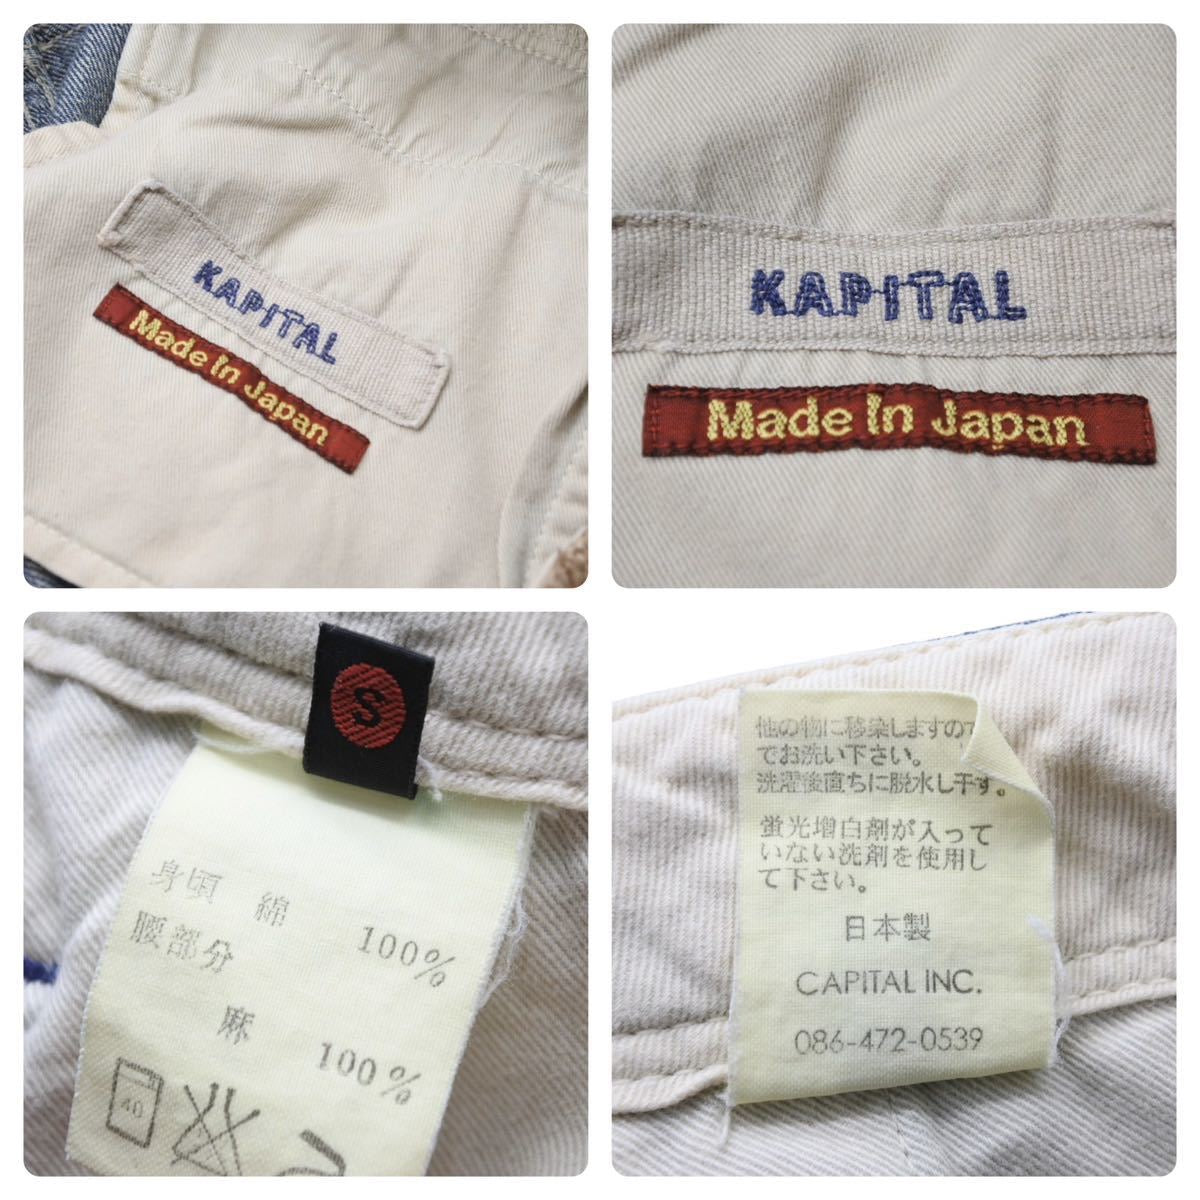 KAPITAL
Made In Japan
KAPITAL
Made In Japan
S
身頃 綿 100%
腰部分
麻 100%
40
他の物に移染しますので
でお洗い下さい。
洗濯後直ちに脱水し干す。
蛍光増白剤が入って
いない洗剤を使用し
て下さい。
日本製
CAPITAL INC.
086-472-0539